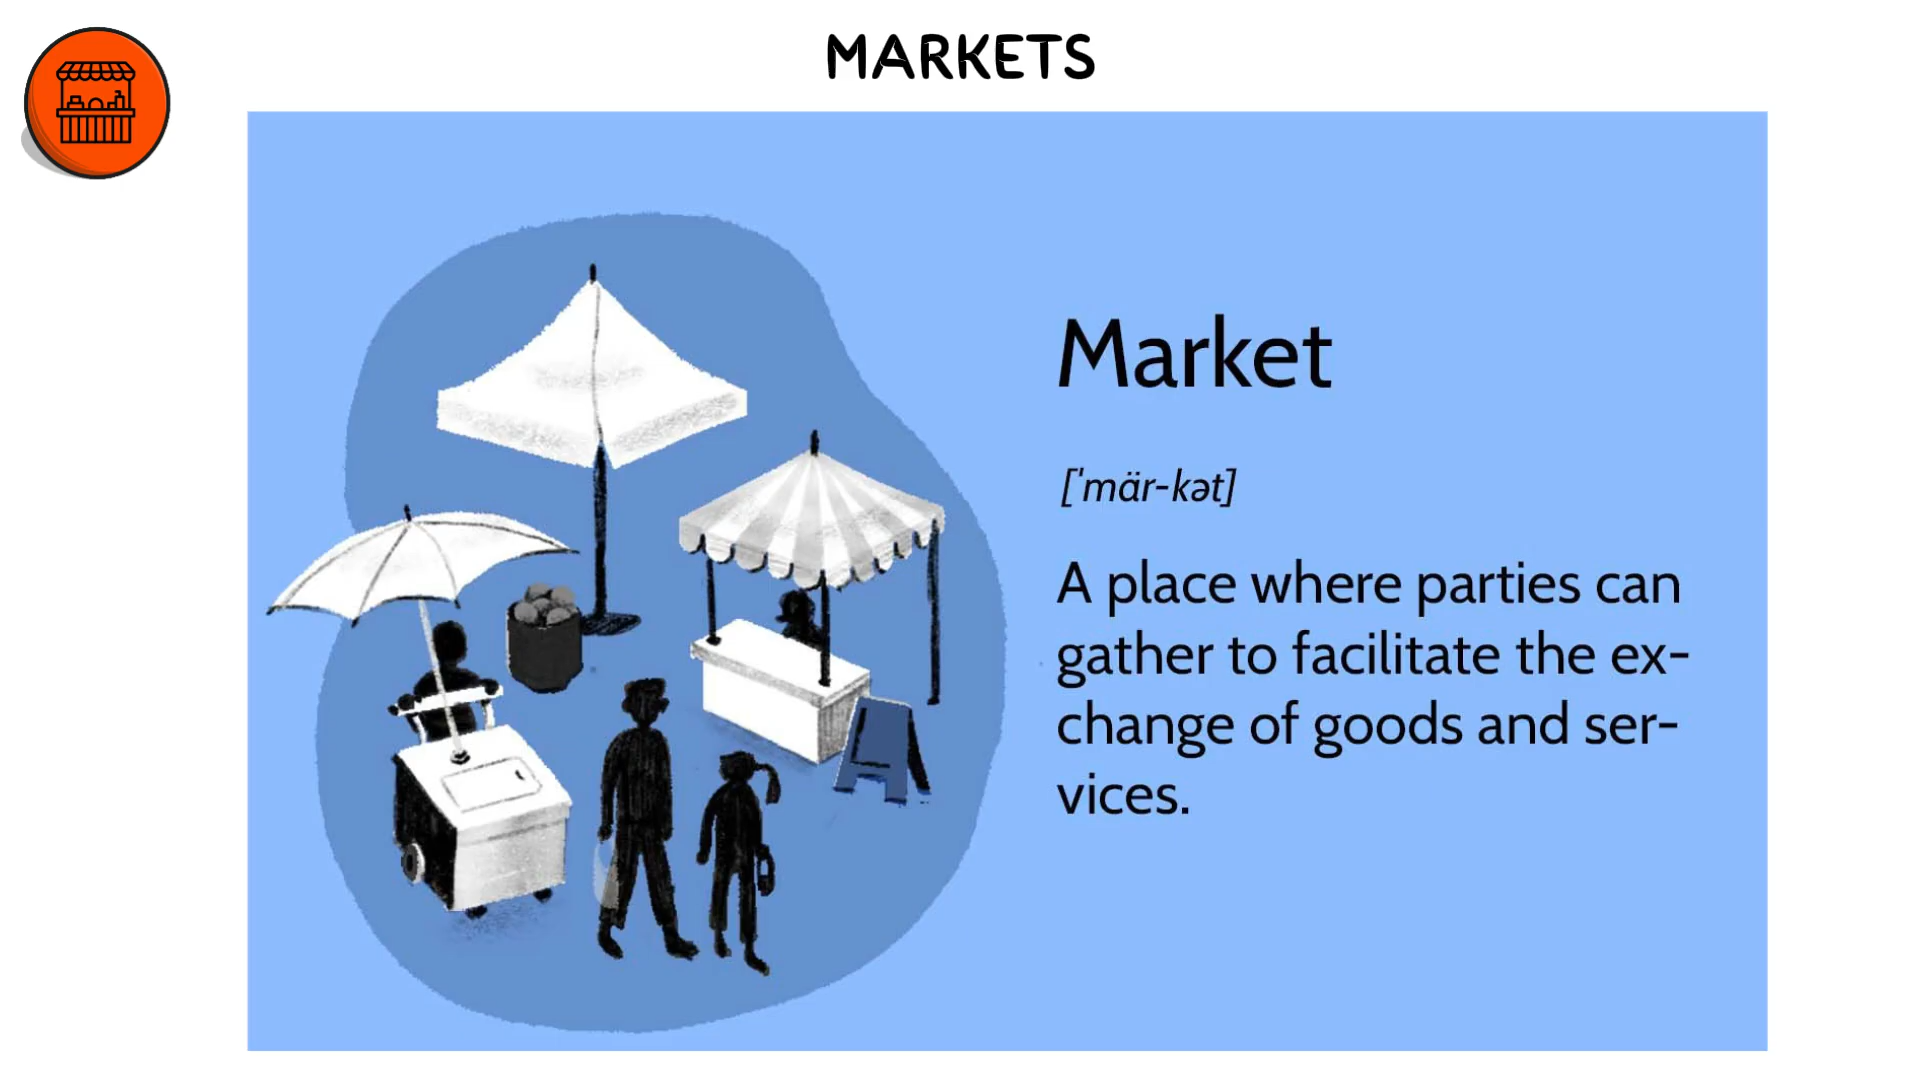 MARKETS
Market
['mär-kət]
A place where parties can
gather to facilitate the ex-
change of goods and ser-
vices.